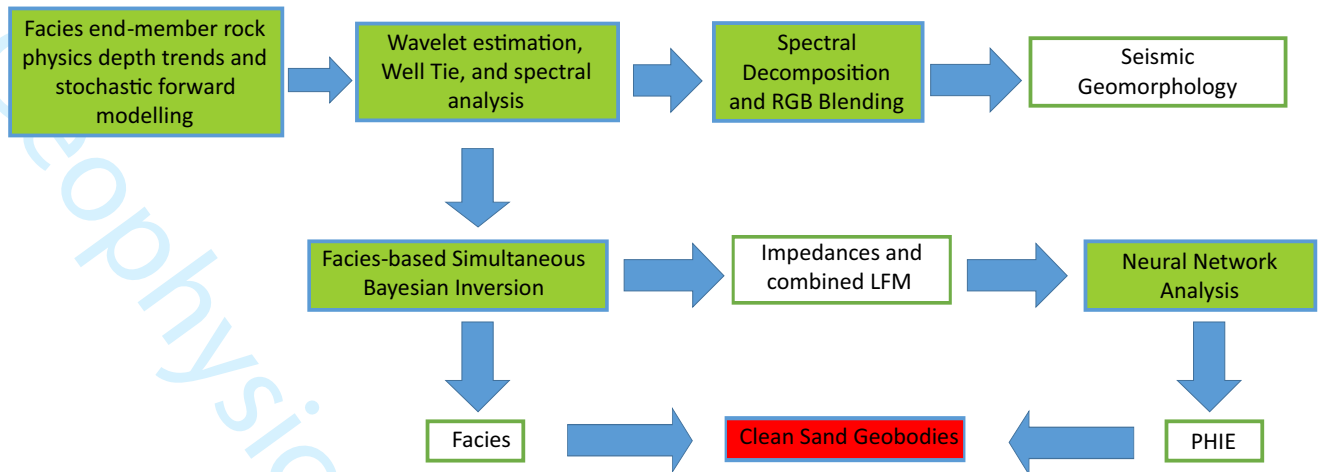 Facies end-member rock
physics depth trends and
stochastic forward
modelling
Wavelet estimation,
Well Tie, and spectral
analysis
Spectral
Decomposition
and RGB Blending
Seismic
Geomorphology
Facies-based Simultaneous
Bayesian Inversion
Impedances and
combined LFM
Neural Network
Analysis
Facies
Clean Sand Geobodies
PHIE
eophysi